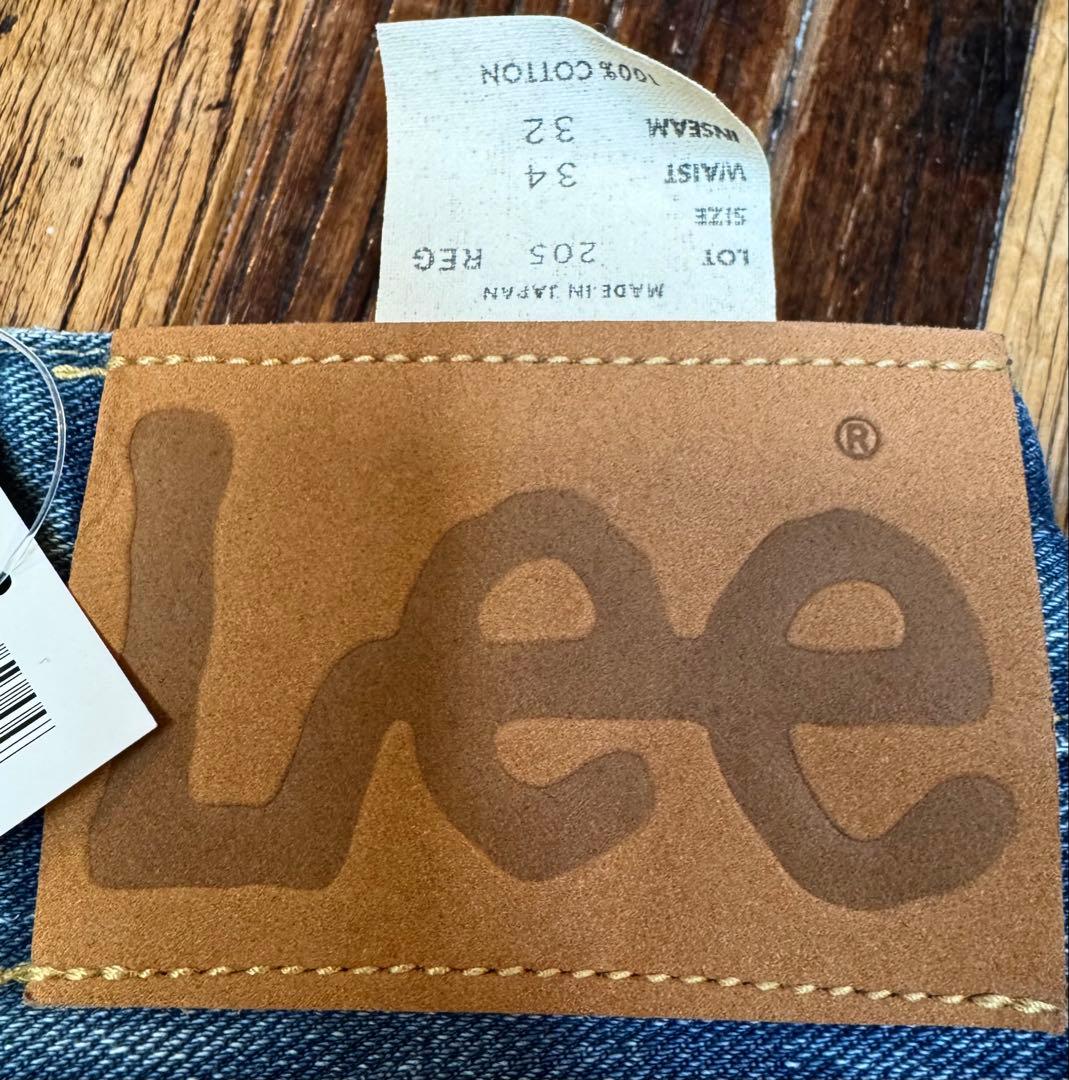 MADE IN JAPAN
LOT 205 REG
SIZE
WAIST 34
INSEAM 32
100% COTTON
Lee®